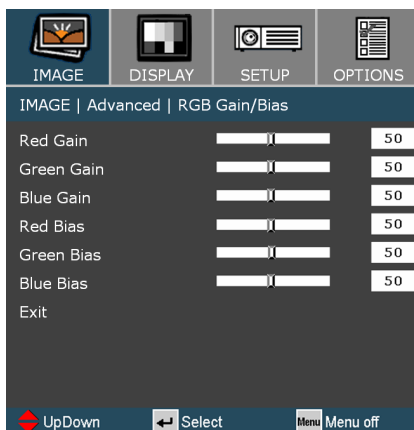 IMAGE DISPLAY SETUP OPTIONS
IMAGE | Advanced | RGB Gain/Bias
Red Gain 50
Green Gain 50
Blue Gain 50
Red Bias 50
Green Bias 50
Blue Bias 50
Exit
UpDown Select Menu Menu off